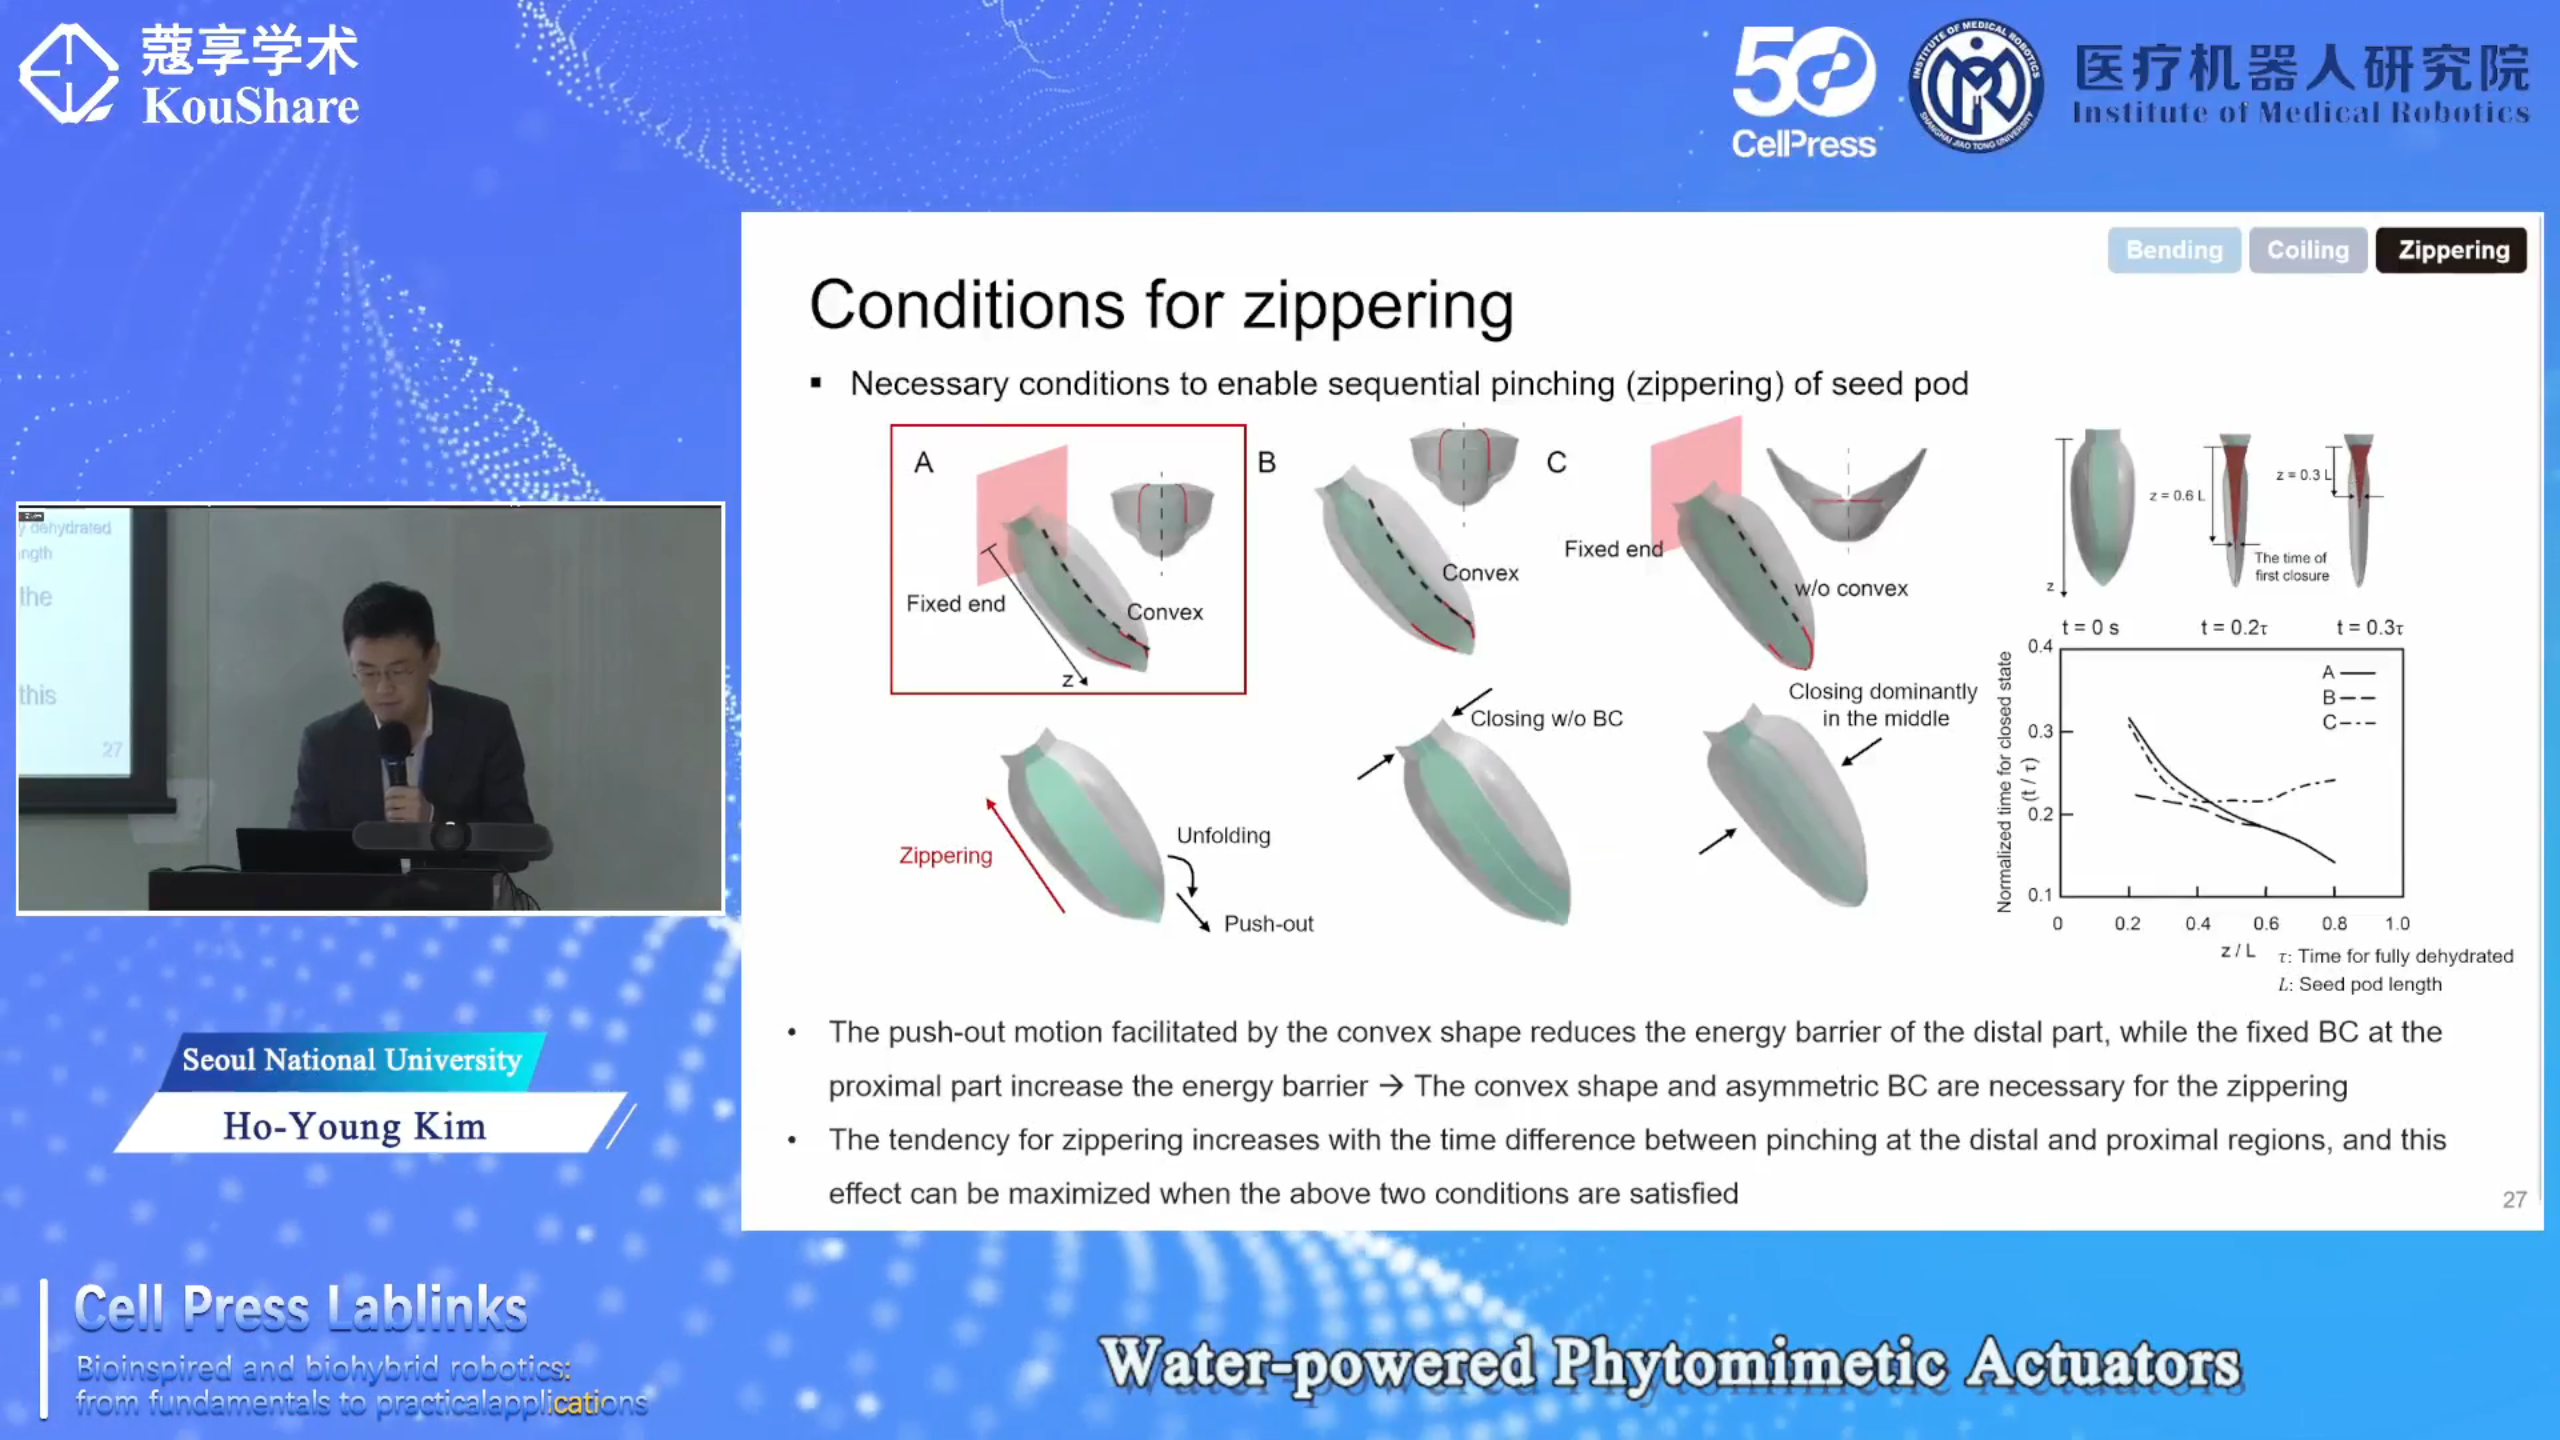 蔻享学术
KouShare
50
CellPress
INSTITUTE OF MEDICAL ROBOTICS
SHANGHAI JIAO TONG UNIVERSITY
医疗机器人研究院
Institute of Medical Robotics
Bending
Coiling
Zippering
Conditions for zippering
▪ Necessary conditions to enable sequential pinching (zippering) of seed pod
A
Fixed end
Convex
z
B
Convex
C
Fixed end
w/o convex
Zippering
Unfolding
Push-out
Closing w/o BC
Closing dominantly
in the middle
z
z = 0.6 L
z = 0.3 L
The time of
first closure
t = 0 s
t = 0.2τ
t = 0.3τ
Normalized time for closed state
(t / τ)
0.4
0.3
0.2
0.1
A
B
C
0
0.2
0.4
0.6
0.8
1.0
z / L
τ: Time for fully dehydrated
L: Seed pod length
• The push-out motion facilitated by the convex shape reduces the energy barrier of the distal part, while the fixed BC at the
proximal part increase the energy barrier → The convex shape and asymmetric BC are necessary for the zippering
• The tendency for zippering increases with the time difference between pinching at the distal and proximal regions, and this
effect can be maximized when the above two conditions are satisfied
27
y dehydrated
ngth
the
this
27
Seoul National University
Ho-Young Kim
Cell Press Lablinks
Bioinspired and biohybrid robotics:
from fundamentals to practicalapplications
Water-powered Phytomimetic Actuators